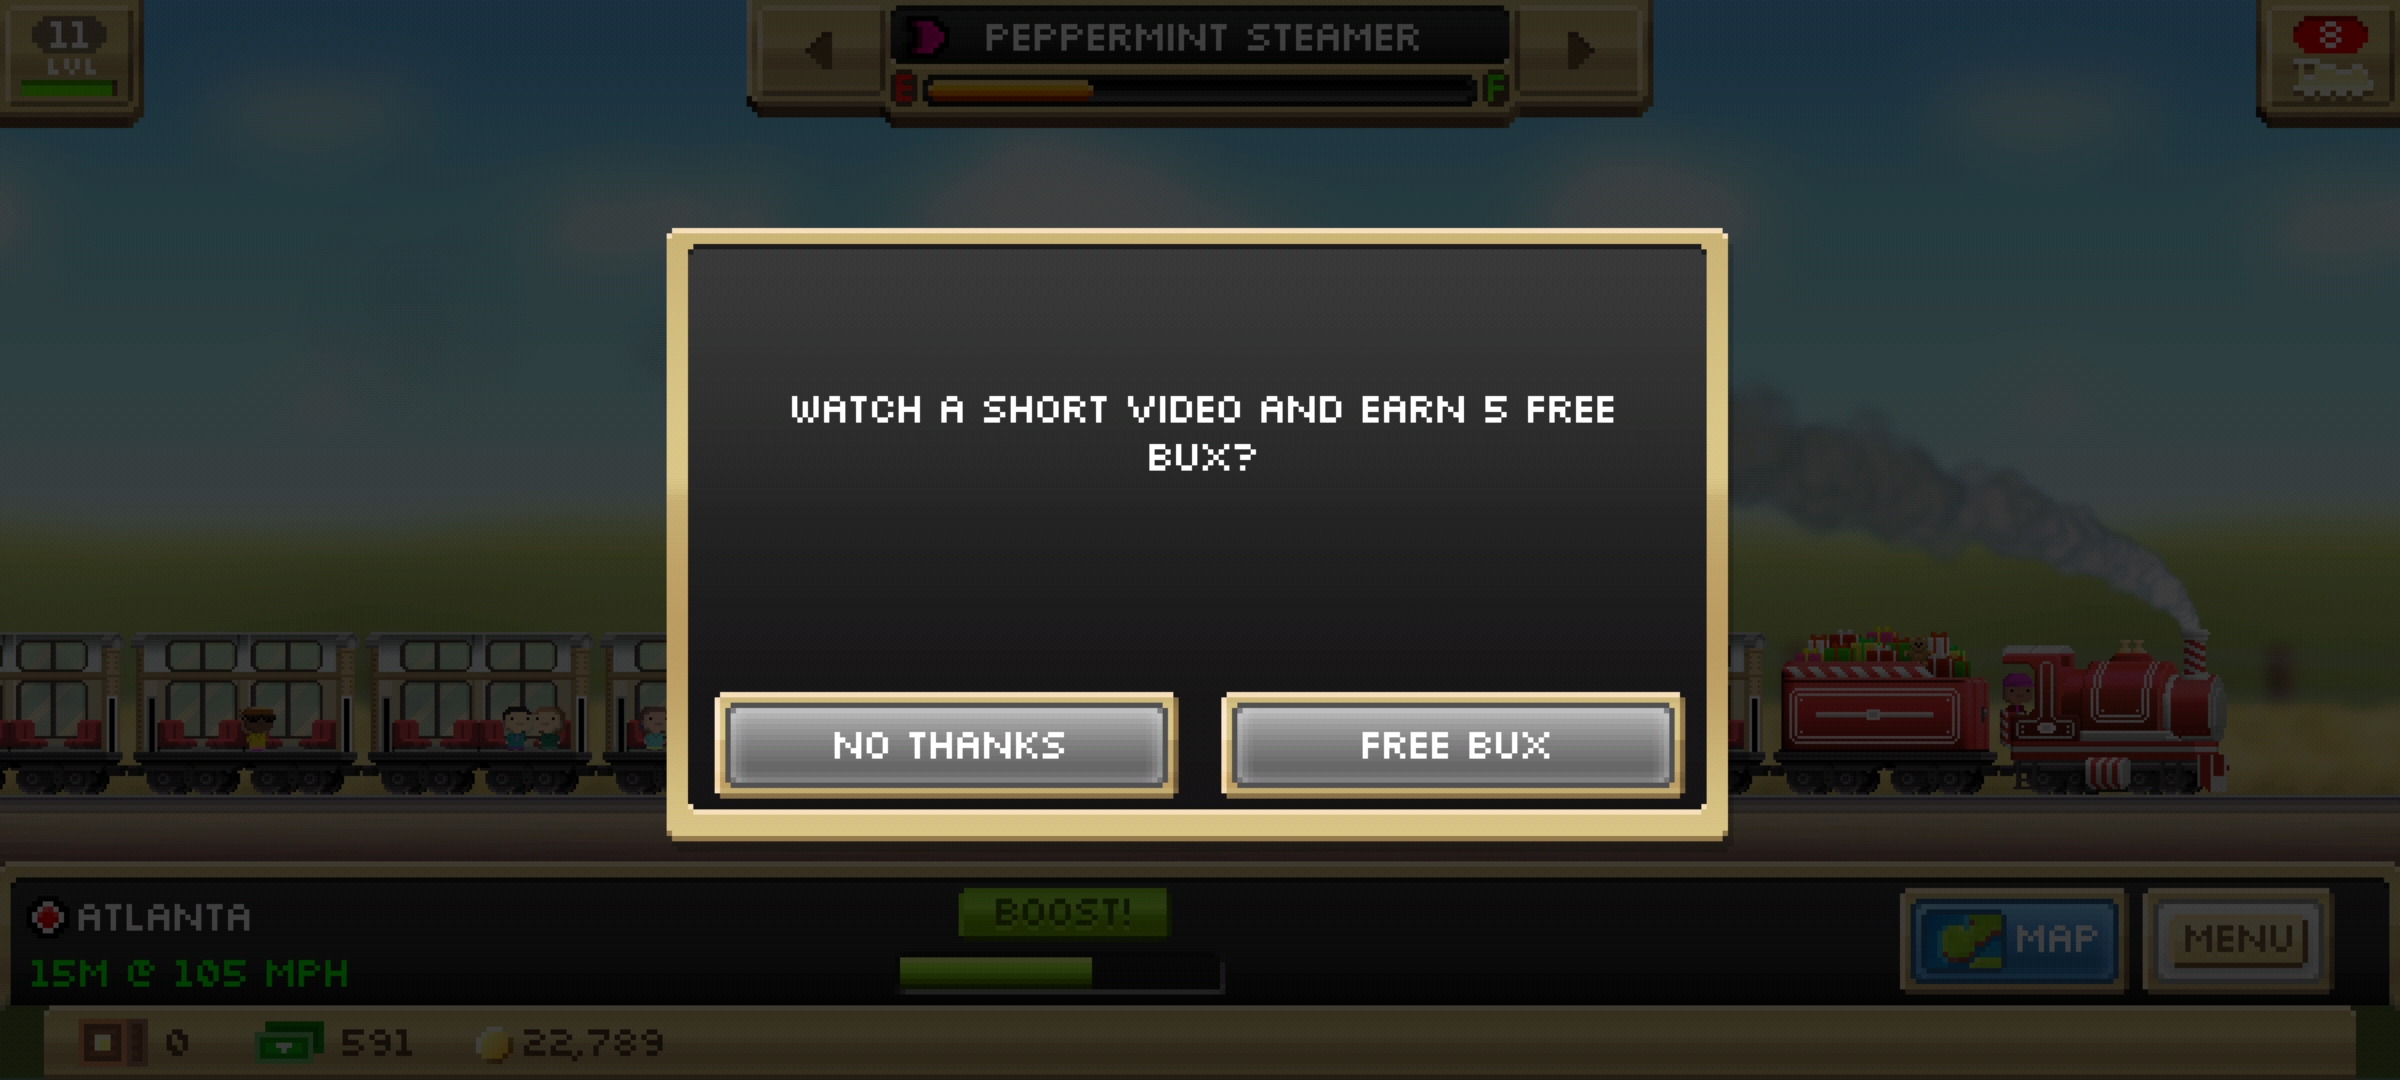 11
LVL
PEPPERMINT STEAMER
E F
8
WATCH A SHORT VIDEO AND EARN 5 FREE
BUX?
NO THANKS
FREE BUX
ATLANTA
15M @ 105 MPH
BOOST!
MAP
MENU
0
591
22,789